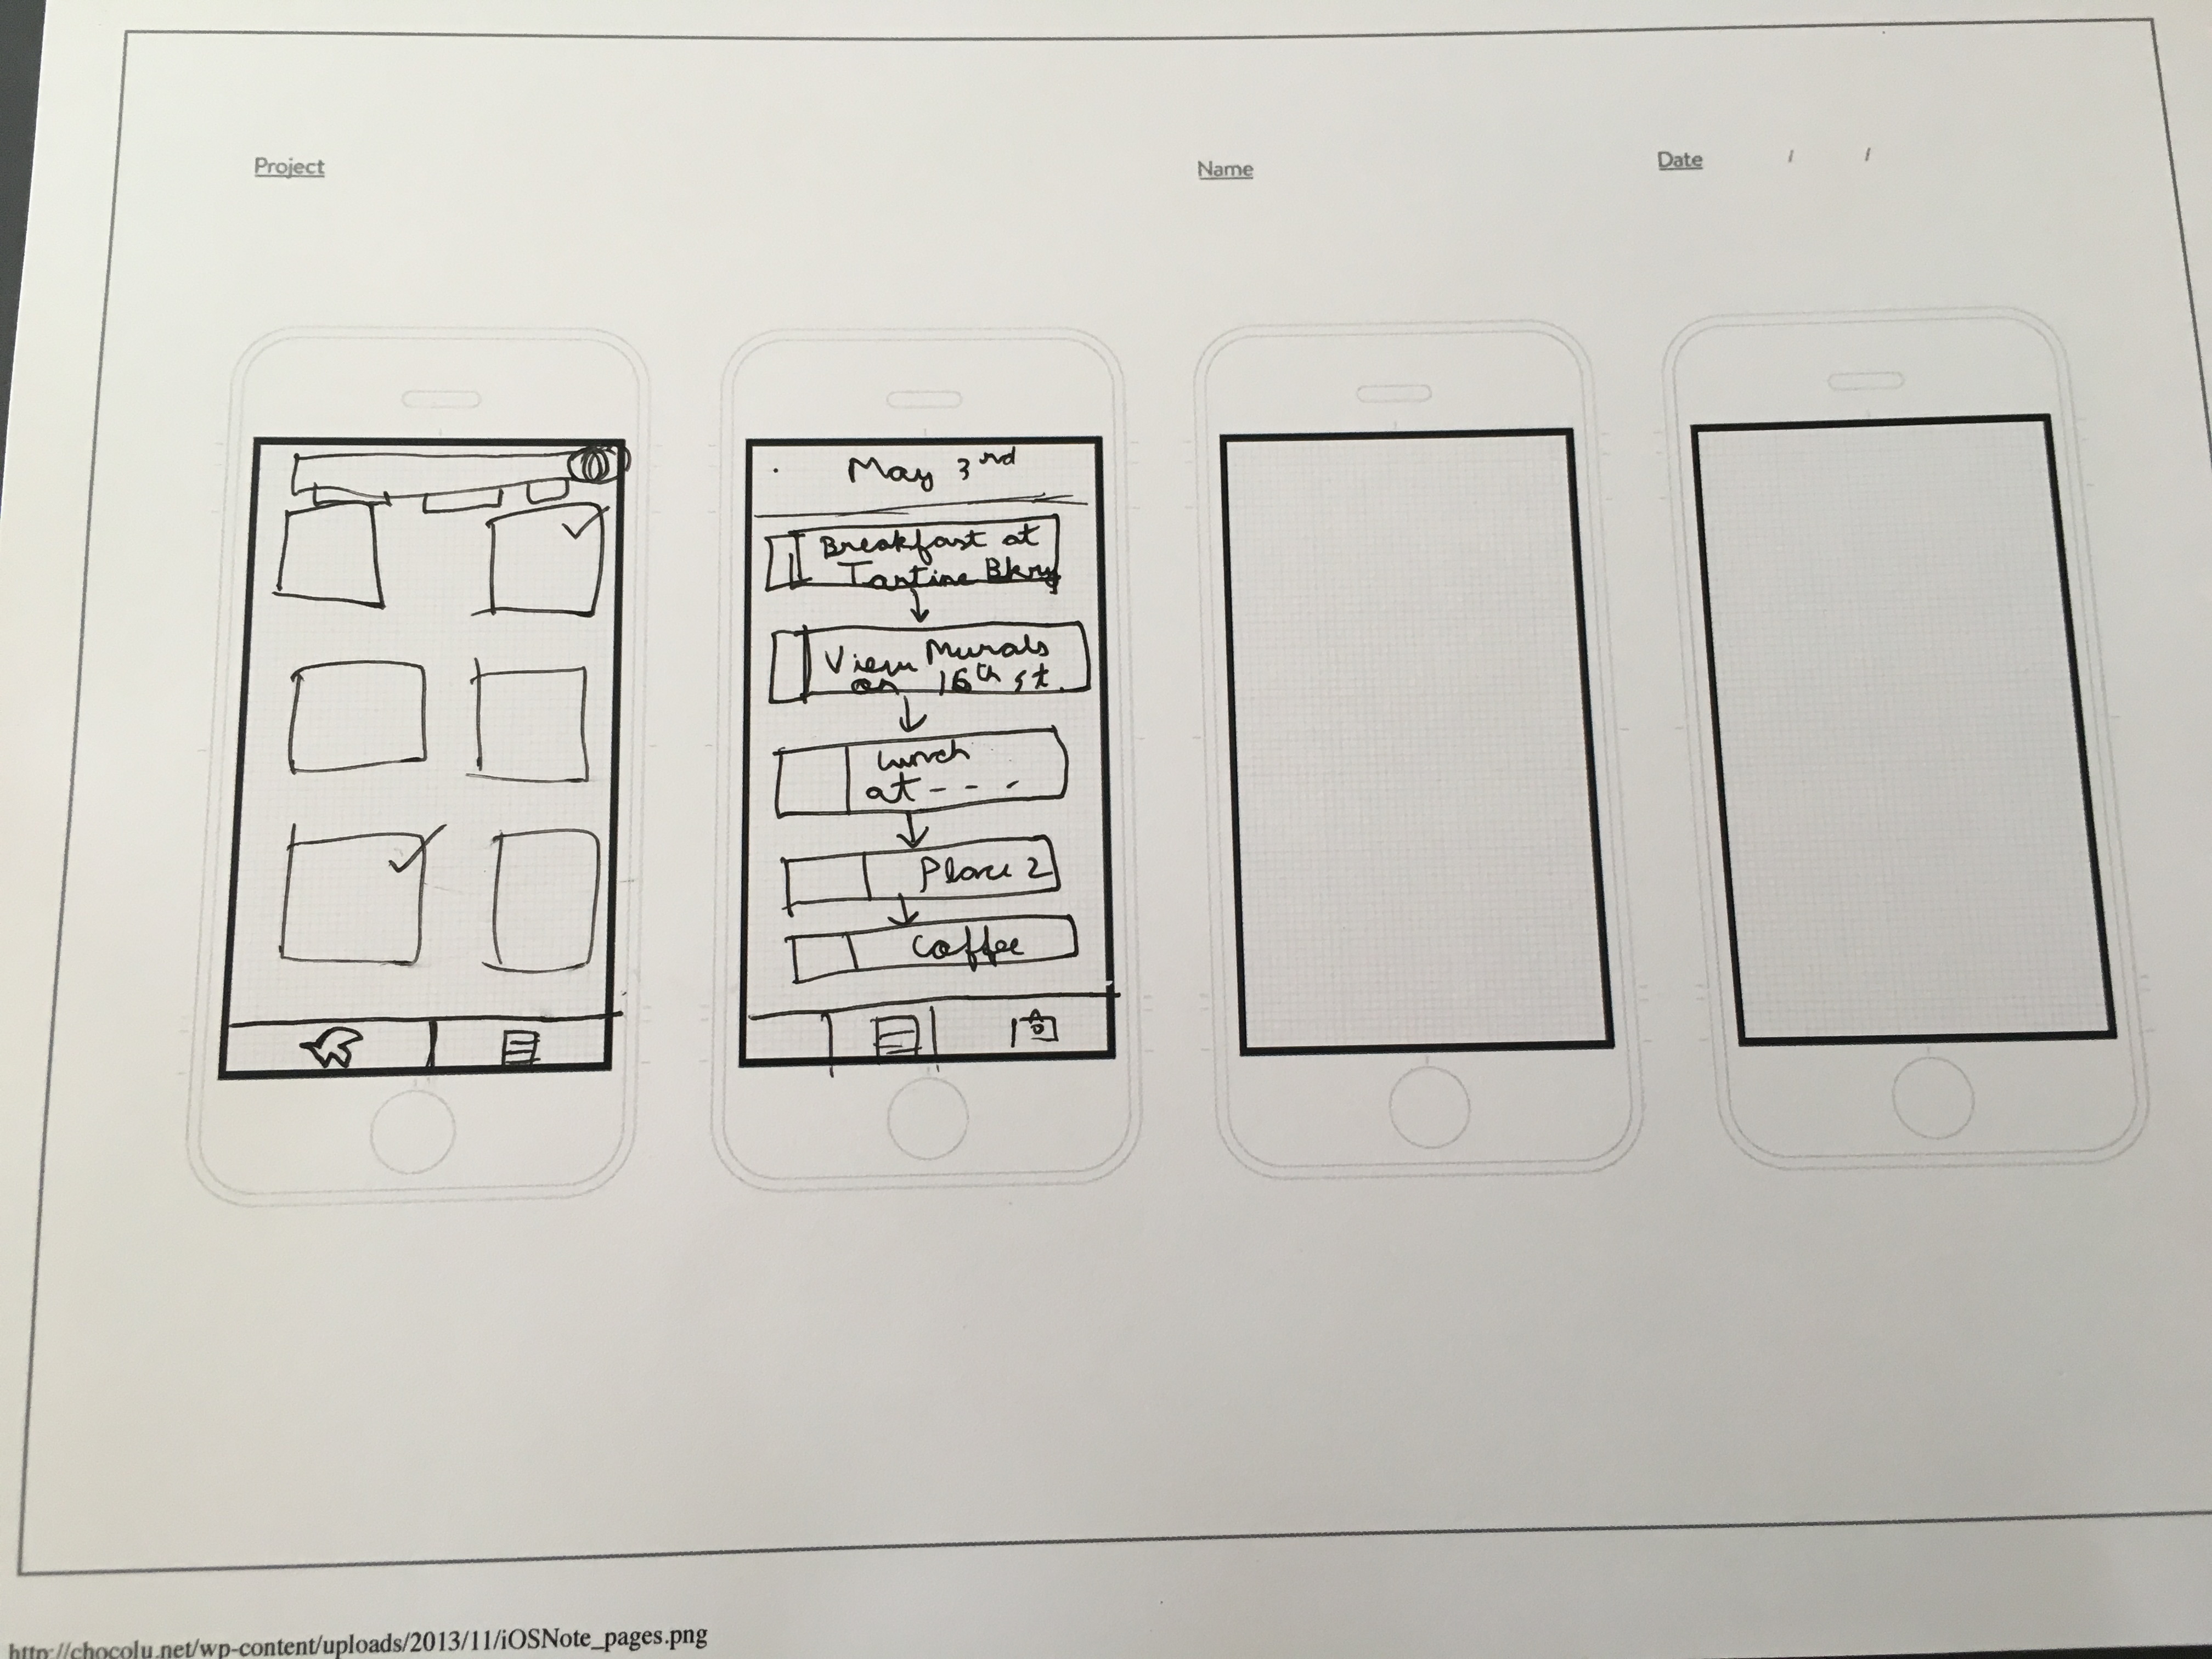 Project
Name
Date / /
May 3rd
Breakfast at
Tartine Bkry
View Murals
on 16th st.
Lunch
at - - -
Place 2
Coffee
http://chocolu.net/wp-content/uploads/2013/11/iOSNote_pages.png